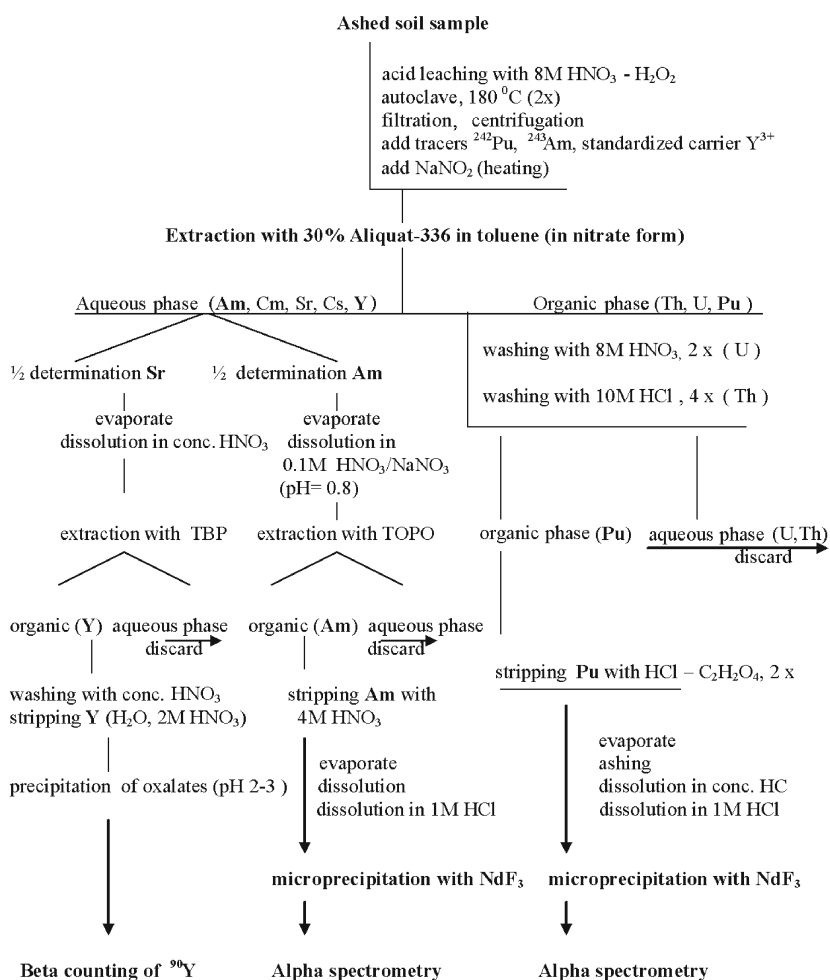 Ashed soil sample
acid leaching with 8M HNO₃ - H₂O₂
autoclave, 180 ⁰C (2x)
filtration, centrifugation
add tracers ²⁴²Pu, ²⁴³Am, standardized carrier Y³⁺
add NaNO₂ (heating)
Extraction with 30% Aliquat-336 in toluene (in nitrate form)
Aqueous phase (Am, Cm, Sr, Cs, Y)
Organic phase (Th, U, Pu )
½ determination Sr
½ determination Am
washing with 8M HNO₃, 2 x ( U )
washing with 10M HCl , 4 x ( Th )
evaporate
dissolution in conc. HNO₃
evaporate
dissolution in
0.1M HNO₃/NaNO₃
(pH= 0.8)
extraction with TBP
extraction with TOPO
organic phase (Pu)
aqueous phase (U,Th)
discard
organic (Y)
aqueous phase
discard
organic (Am)
aqueous phase
discard
washing with conc. HNO₃
stripping Y (H₂O, 2M HNO₃)
stripping Am with
4M HNO₃
stripping Pu with HCl – C₂H₂O₄, 2 x
precipitation of oxalates (pH 2-3 )
evaporate
dissolution
dissolution in 1M HCl
evaporate
ashing
dissolution in conc. HC
dissolution in 1M HCl
microprecipitation with NdF₃
microprecipitation with NdF₃
Beta counting of ⁹⁰Y
Alpha spectrometry
Alpha spectrometry